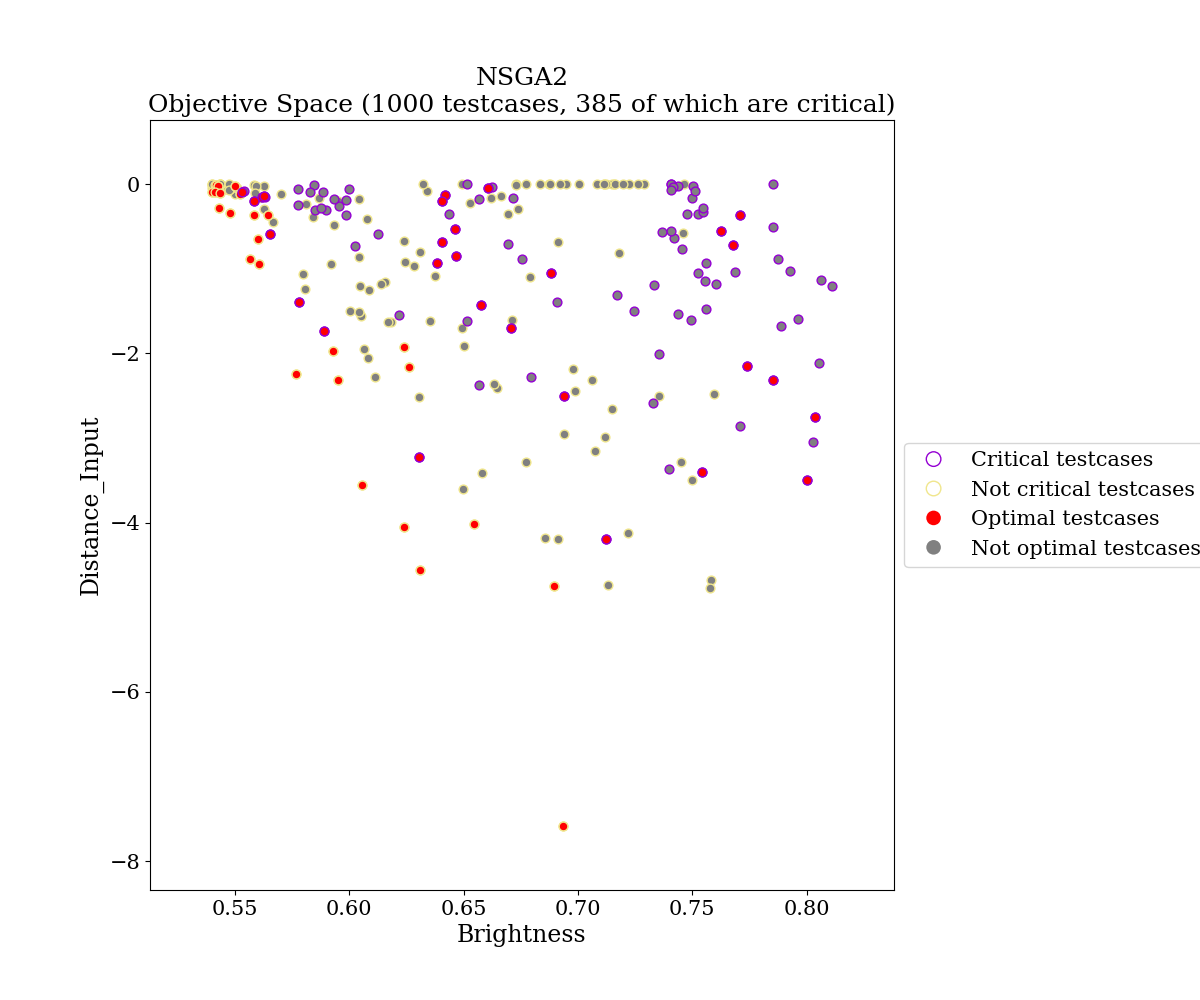 NSGA2
Objective Space (1000 testcases, 385 of which are critical)
0
−2
−4
−6
−8
Distance_Input
0.55 0.60 0.65 0.70 0.75 0.80
Brightness
Critical testcases
Not critical testcases
Optimal testcases
Not optimal testcases